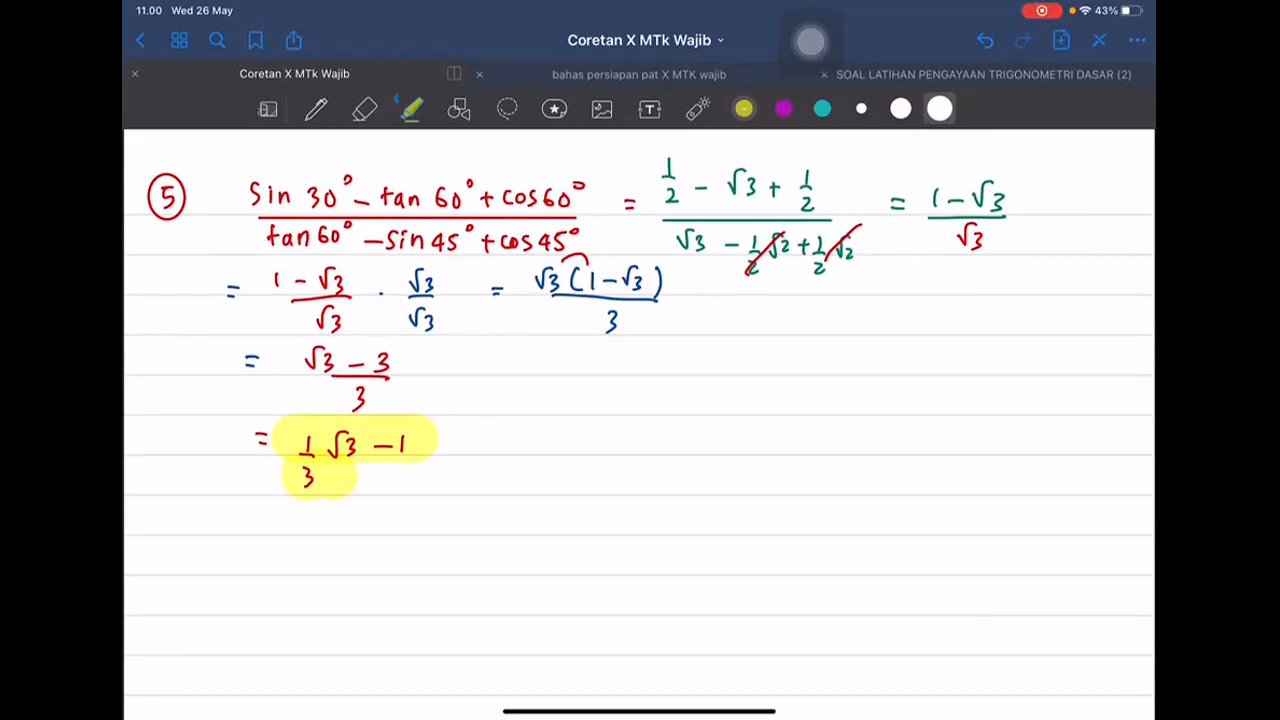 11.00 Wed 26 May 43%
Coretan X MTk Wajib
Coretan X MTk Wajib bahas persiapan pat X MTK wajib SOAL LATIHAN PENGAYAAN TRIGONOMETRI DASAR (2)
5 (sin 30° - tan 60° + cos 60°)/(tan 60° - sin 45° + cos 45°) = (1/2 - √3 + 1/2)/(√3 - 1/2 √2 + 1/2 √2) = (1 - √3)/√3
= (1 - √3)/√3 · √3/√3 = √3 (1 - √3)/3
= (√3 - 3)/3
= 1/3 √3 - 1